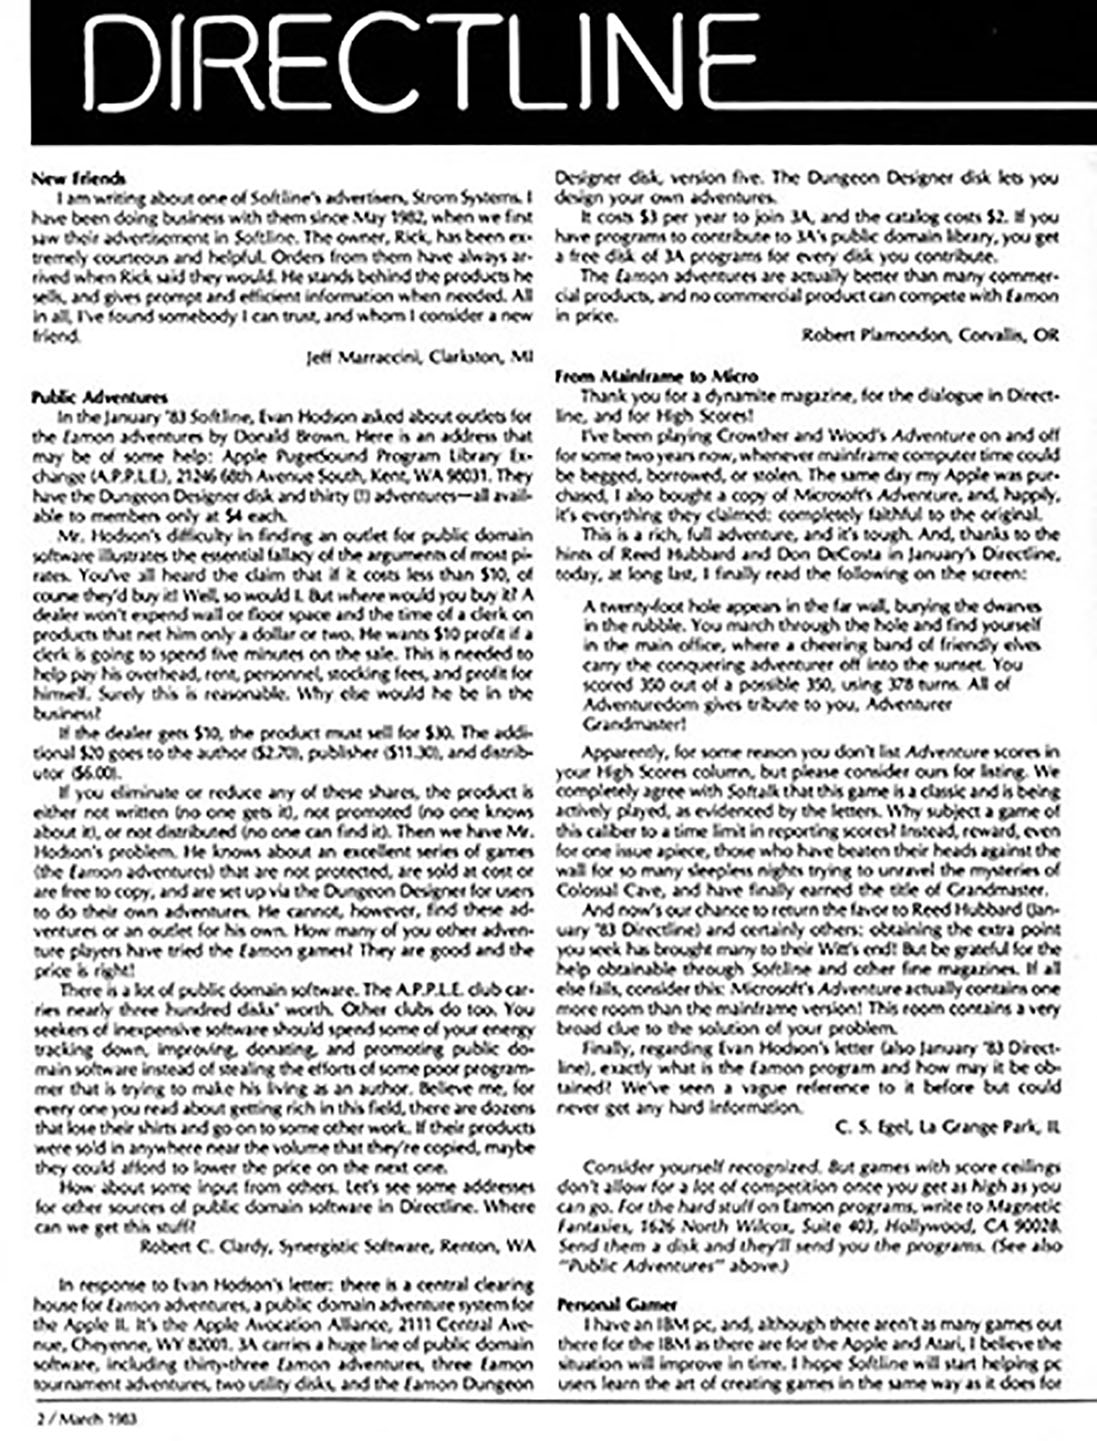 DIRECTLINE
New Friends
I am writing about one of Softline's advertisers, Strom Systems. I
have been doing business with them since May 1982, when we first
saw their advertisement in Softline. The owner, Rick, has been ex-
tremely courteous and helpful. Orders from them have always ar-
rived when Rick said they would. He stands behind the products he
sells, and gives prompt and efficient information when needed. All
in all, I've found somebody I can trust, and whom I consider a new
friend.
Jeff Marraccini, Clarkston, MI
Public Adventures
In the January '83 Softline, Evan Hodson asked about outlets for
the Eamon adventures by Donald Brown. Here is an address that
may be of some help: Apple PugetSound Program Library Ex-
change (A.P.P.L.E.), 21246 68th Avenue South, Kent, WA 98031. They
have the Dungeon Designer disk and thirty (!) adventures—all avail-
able to members only at $4 each.
Mr. Hodson's difficulty in finding an outlet for public domain
software illustrates the essential fallacy of the arguments of most pi-
rates. You've all heard the claim that if it costs less than $10, of
course they'd buy it! Well, so would I. But where would you buy it? A
dealer won't expend wall or floor space and the time of a clerk on
products that net him only a dollar or two. He wants $10 profit if a
clerk is going to spend five minutes on the sale. This is needed to
help pay his overhead, rent, personnel, stocking fees, and profit for
himself. Surely this is reasonable. Why else would he be in the
business?
If the dealer gets $10, the product must sell for $30. The addi-
tional $20 goes to the author ($2.70), publisher ($11.30), and distrib-
utor ($6.00).
If you eliminate or reduce any of these shares, the product is
either not written (no one gets it), not promoted (no one knows
about it), or not distributed (no one can find it). Then we have Mr.
Hodson's problem. He knows about an excellent series of games
(the Eamon adventures) that are not protected, are sold at cost or
are free to copy, and are set up via the Dungeon Designer for users
to do their own adventures. He cannot, however, find these ad-
ventures or an outlet for his own. How many of you other adven-
ture players have tried the Eamon games? They are good and the
price is right!
There is a lot of public domain software. The A.P.P.L.E. club car-
ries nearly three hundred disks' worth. Other clubs do too. You
seekers of inexpensive software should spend some of your energy
tracking down, improving, donating, and promoting public do-
main software instead of stealing the efforts of some poor program-
mer that is trying to make his living as an author. Believe me, for
every one you read about getting rich in this field, there are dozens
that lose their shirts and go on to some other work. If their products
were sold in anywhere near the volume that they're copied, maybe
they could afford to lower the price on the next one.
How about some input from others. Let's see some addresses
for other sources of public domain software in Directline. Where
can we get this stuff?
Robert C. Clardy, Synergistic Software, Renton, WA
In response to Evan Hodson's letter: there is a central clearing
house for Eamon adventures, a public domain adventure system for
the Apple II. It's the Apple Avocation Alliance, 2111 Central Ave-
nue, Cheyenne, WY 82001. 3A carries a huge line of public domain
software, including thirty-three Eamon adventures, three Eamon
tournament adventures, two utility disks, and the Eamon Dungeon
Designer disk, version five. The Dungeon Designer disk lets you
design your own adventures.
It costs $3 per year to join 3A, and the catalog costs $2. If you
have programs to contribute to 3A's public domain library, you get
a free disk of 3A programs for every disk you contribute.
The Eamon adventures are actually better than many commer-
cial products, and no commercial product can compete with Eamon
in price.
Robert Plamondon, Corvallis, OR
From Mainframe to Micro
Thank you for a dynamite magazine, for the dialogue in Direct-
line, and for High Scores!
I've been playing Crowther and Wood's Adventure on and off
for some two years now, whenever mainframe computer time could
be begged, borrowed, or stolen. The same day my Apple was pur-
chased, I also bought a copy of Microsoft's Adventure, and, happily,
it's everything they claimed: completely faithful to the original.
This is a rich, full adventure, and it's tough. And, thanks to the
hints of Reed Hubbard and Don DeCosta in January's Directline,
today, at long last, I finally read the following on the screen:
A twenty-foot hole appears in the far wall, burying the dwarves
in the rubble. You march through the hole and find yourself
in the main office, where a cheering band of friendly elves
carry the conquering adventurer off into the sunset. You
scored 350 out of a possible 350, using 378 turns. All of
Adventuredom gives tribute to you, Adventurer
Grandmaster!
Apparently, for some reason you don't list Adventure scores in
your High Scores column, but please consider ours for listing. We
completely agree with Softalk that this game is a classic and is being
actively played, as evidenced by the letters. Why subject a game of
this caliber to a time limit in reporting scores? Instead, reward, even
for one issue apiece, those who have beaten their heads against the
wall for so many sleepless nights trying to unravel the mysteries of
Colossal Cave, and have finally earned the title of Grandmaster.
And now's our chance to return the favor to Reed Hubbard (Jan-
uary '83 Directline) and certainly others: obtaining the extra point
you seek has brought many to their Witt's end! But be grateful for the
help obtainable through Softline and other fine magazines. If all
else fails, consider this: Microsoft's Adventure actually contains one
more room than the mainframe version! This room contains a very
broad clue to the solution of your problem.
Finally, regarding Evan Hodson's letter (also January '83 Direct-
line), exactly what is the Eamon program and how may it be ob-
tained? We've seen a vague reference to it before but could
never get any hard information.
C. S. Egel, La Grange Park, IL
Consider yourself recognized. But games with score ceilings
don't allow for a lot of competition once you get as high as you
can go. For the hard stuff on Eamon programs, write to Magnetic
Fantasies, 1626 North Wilcox, Suite 403, Hollywood, CA 90028.
Send them a disk and they'll send you the programs. (See also
"Public Adventures" above.)
Personal Gamer
I have an IBM pc, and, although there aren't as many games out
there for the IBM as there are for the Apple and Atari, I believe the
situation will improve in time. I hope Softline will start helping pc
users learn the art of creating games in the same way as it does for
2 / March 1983